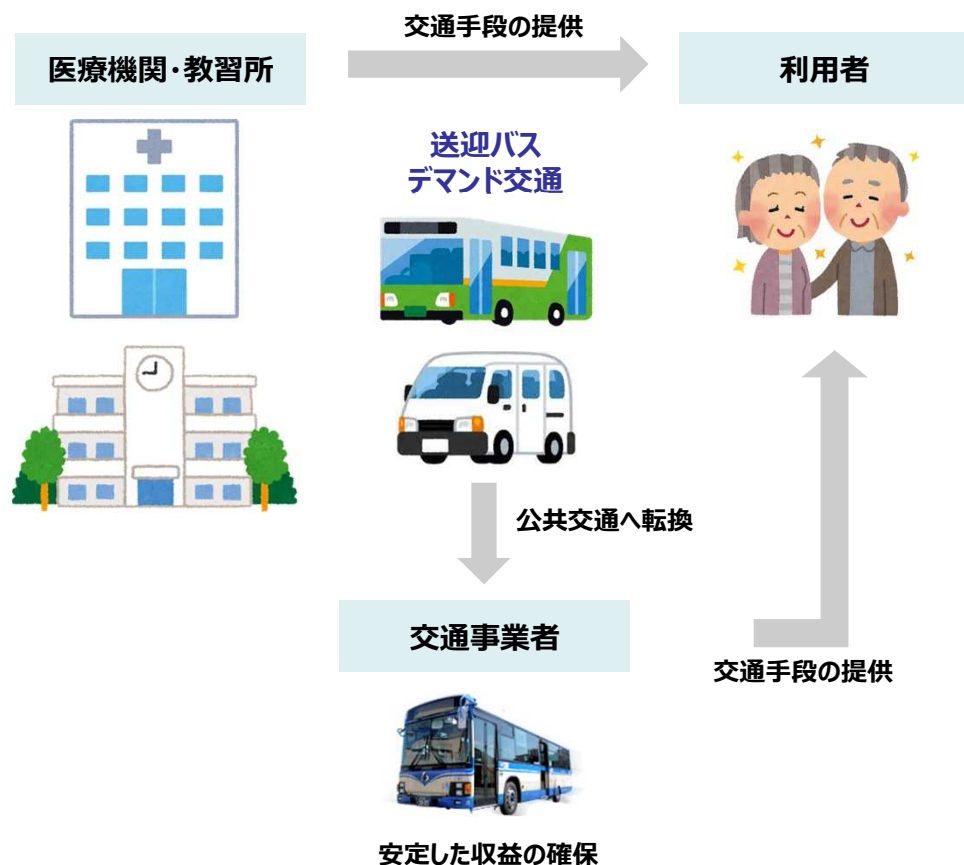 交通手段の提供
医療機関・教習所
利用者
送迎バス
デマンド交通
公共交通へ転換
交通事業者
交通手段の提供
安定した収益の確保